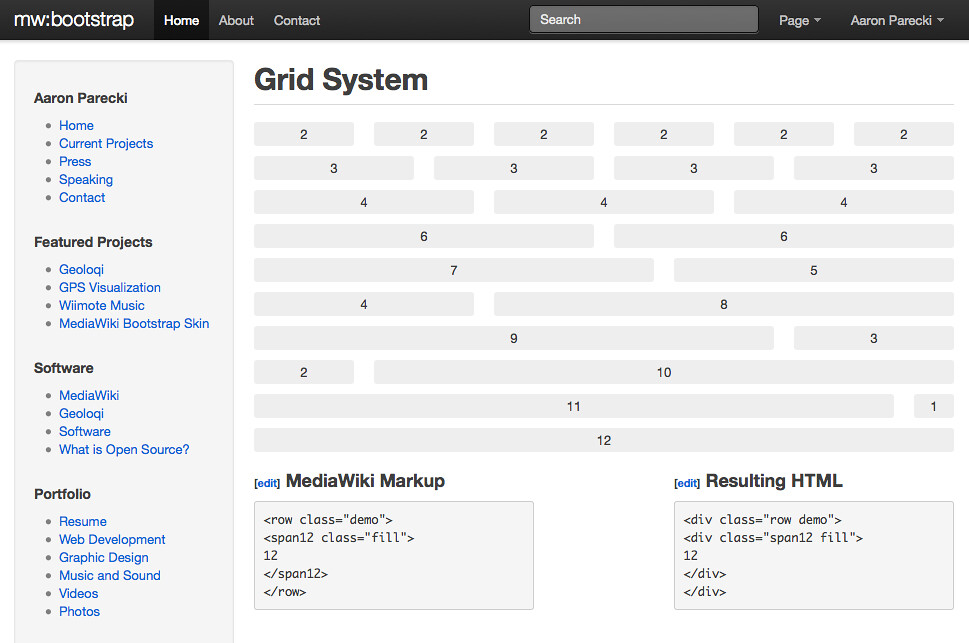 mw:bootstrap Home About Contact Search Page Aaron Parecki
Aaron Parecki
Home
Current Projects
Press
Speaking
Contact
Featured Projects
Geoloqi
GPS Visualization
Wiimote Music
MediaWiki Bootstrap Skin
Software
MediaWiki
Geoloqi
Software
What is Open Source?
Portfolio
Resume
Web Development
Graphic Design
Music and Sound
Videos
Photos
Grid System
2 2 2 2 2 2
3 3 3 3
4 4 4
6 6
7 5
4 8
9 3
2 10
11 1
12
[edit] MediaWiki Markup
<row class="demo">
<span12 class="fill">
12
</span12>
</row>
[edit] Resulting HTML
<div class="row demo">
<div class="span12 fill">
12
</div>
</div>